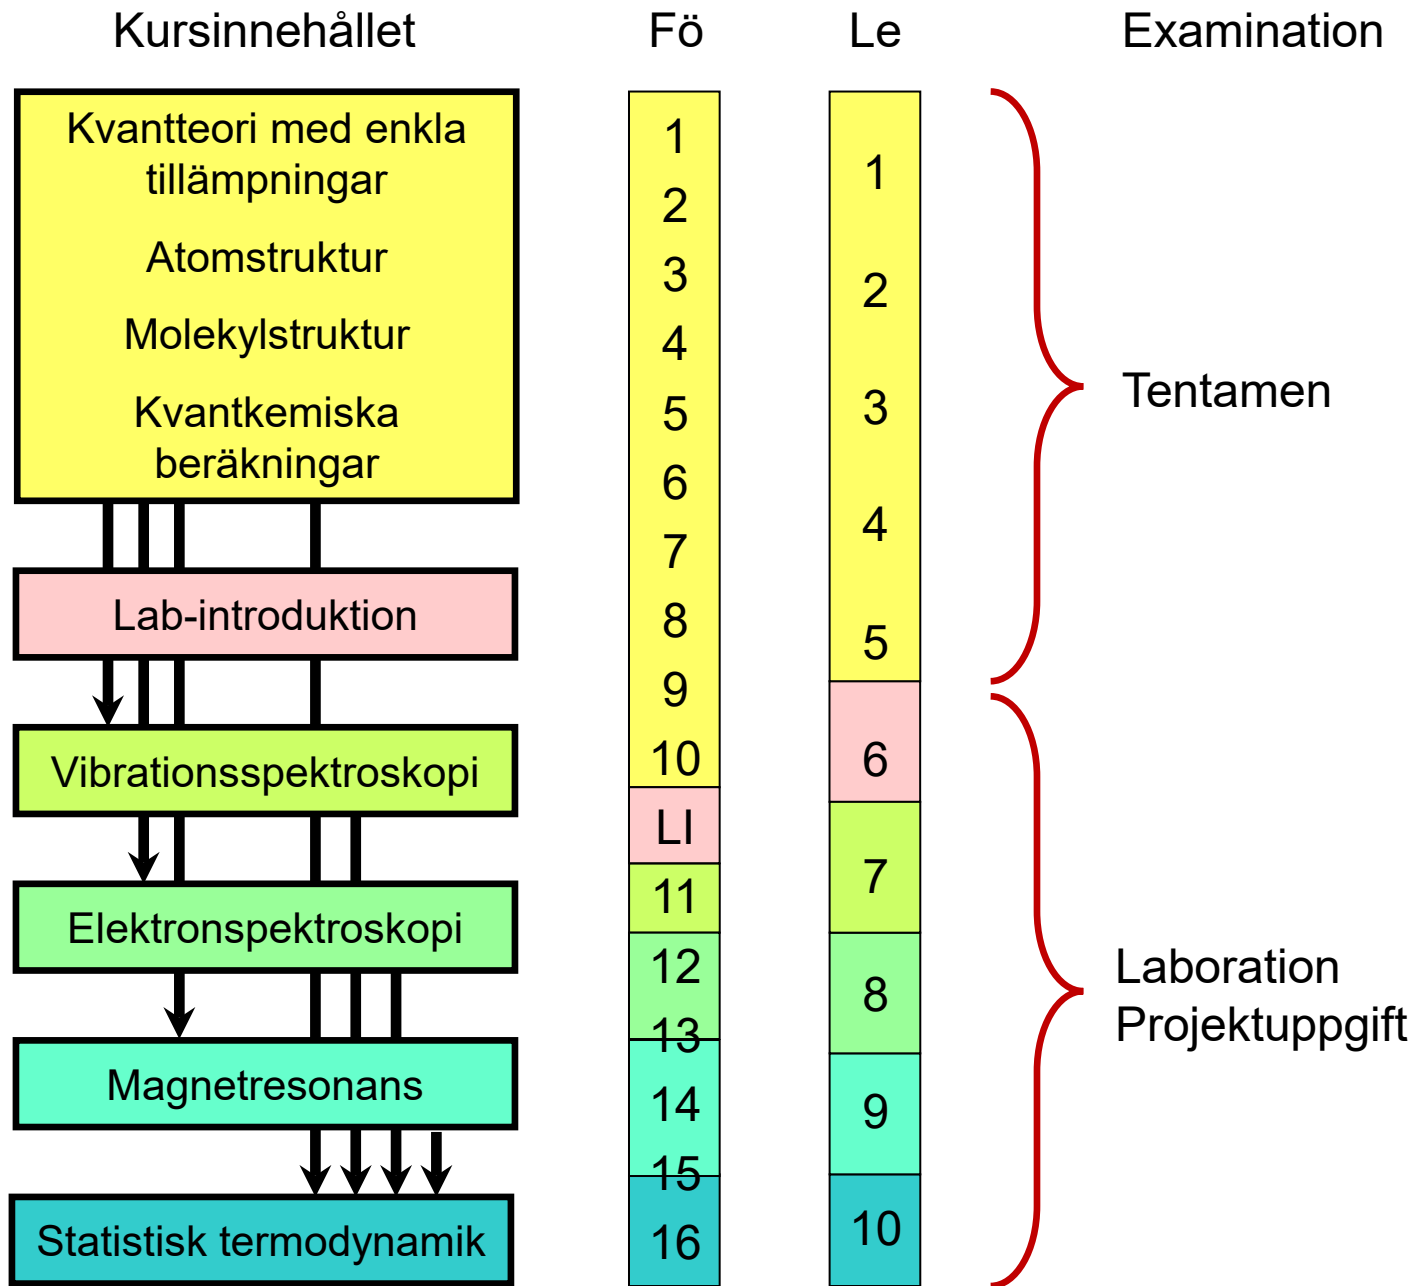 Kursinnehållet
Fö
Le
Examination
Kvantteori med enkla
tillämpningar
Atomstruktur
Molekylstruktur
Kvantkemiska
beräkningar
Lab-introduktion
Vibrationsspektroskopi
Elektronspektroskopi
Magnetresonans
Statistisk termodynamik
1
2
3
4
5
6
7
8
9
10
LI
11
12
13
14
15
16
1
2
3
4
5
6
7
8
9
10
Tentamen
Laboration
Projektuppgift